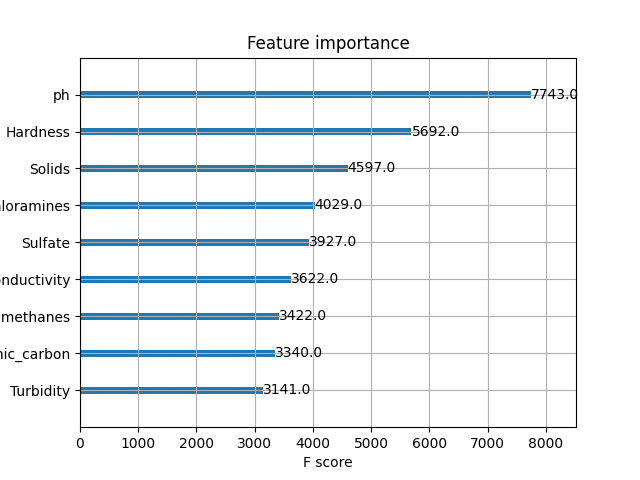 Feature importance
ph
7743.0
Hardness
5692.0
Solids
4597.0
loramines
4029.0
Sulfate
3927.0
onductivity
3622.0
methanes
3422.0
nic_carbon
3340.0
Turbidity
3141.0
0 1000 2000 3000 4000 5000 6000 7000 8000
F score